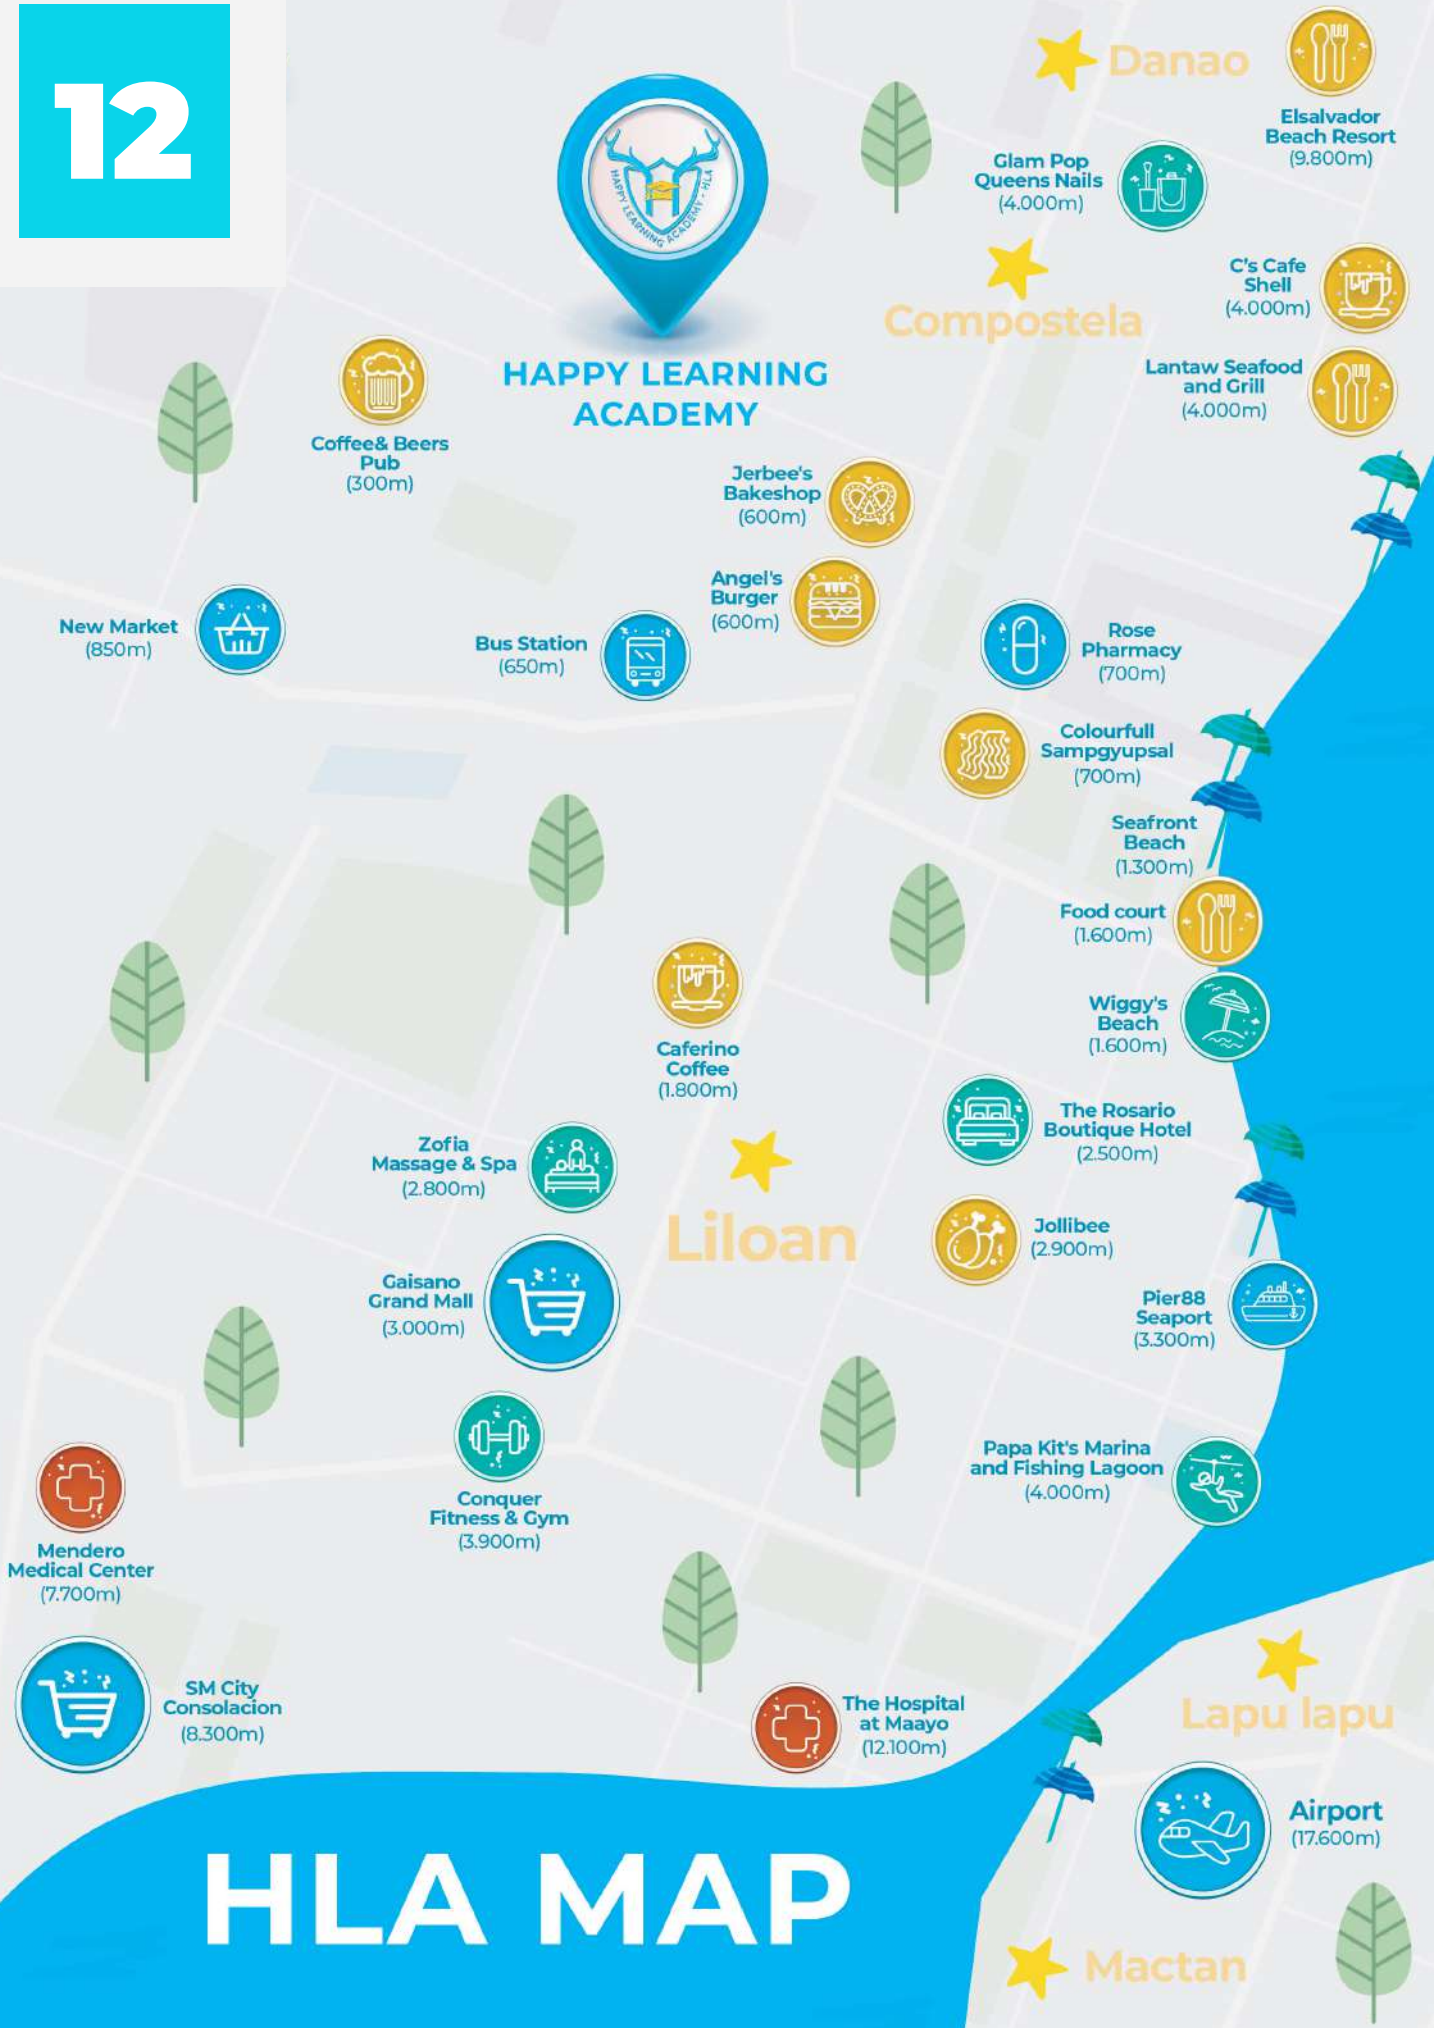 12
Danao
Elsalvador
Beach Resort
(9.800m)
Glam Pop
Queens Nails
(4.000m)
HAPPY LEARNING ACADEMY - HLA
C's Cafe
Shell
(4.000m)
Compostela
HAPPY LEARNING
ACADEMY
Lantaw Seafood
and Grill
(4.000m)
Coffee& Beers
Pub
(300m)
Jerbee's
Bakeshop
(600m)
Angel's
Burger
(600m)
New Market
(850m)
Bus Station
(650m)
Rose
Pharmacy
(700m)
Colourfull
Sampgyupsal
(700m)
Seafront
Beach
(1.300m)
Food court
(1.600m)
Wiggy's
Beach
(1.600m)
Caferino
Coffee
(1.800m)
The Rosario
Boutique Hotel
(2.500m)
Zofia
Massage & Spa
(2.800m)
Liloan
Jollibee
(2.900m)
Gaisano
Grand Mall
(3.000m)
Pier88
Seaport
(3.300m)
Papa Kit's Marina
and Fishing Lagoon
(4.000m)
Conquer
Fitness & Gym
(3.900m)
Mendero
Medical Center
(7.700m)
SM City
Consolacion
(8.300m)
The Hospital
at Maayo
(12.100m)
Lapu lapu
Airport
(17.600m)
HLA MAP
Mactan